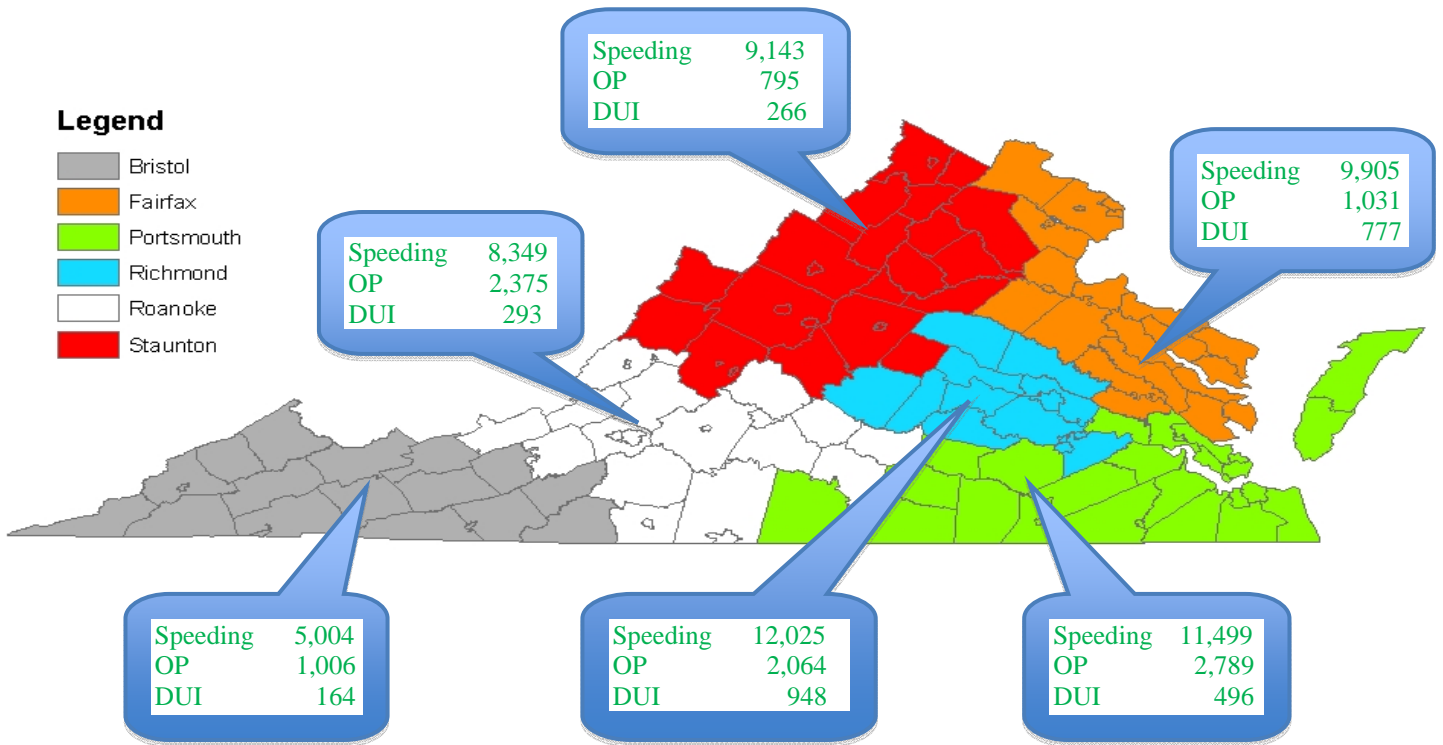 Speeding 9,143
OP 795
DUI 266
Legend
Bristol
Fairfax
Portsmouth
Richmond
Roanoke
Staunton
Speeding 9,905
OP 1,031
DUI 777
Speeding 8,349
OP 2,375
DUI 293
Speeding 5,004
OP 1,006
DUI 164
Speeding 12,025
OP 2,064
DUI 948
Speeding 11,499
OP 2,789
DUI 496